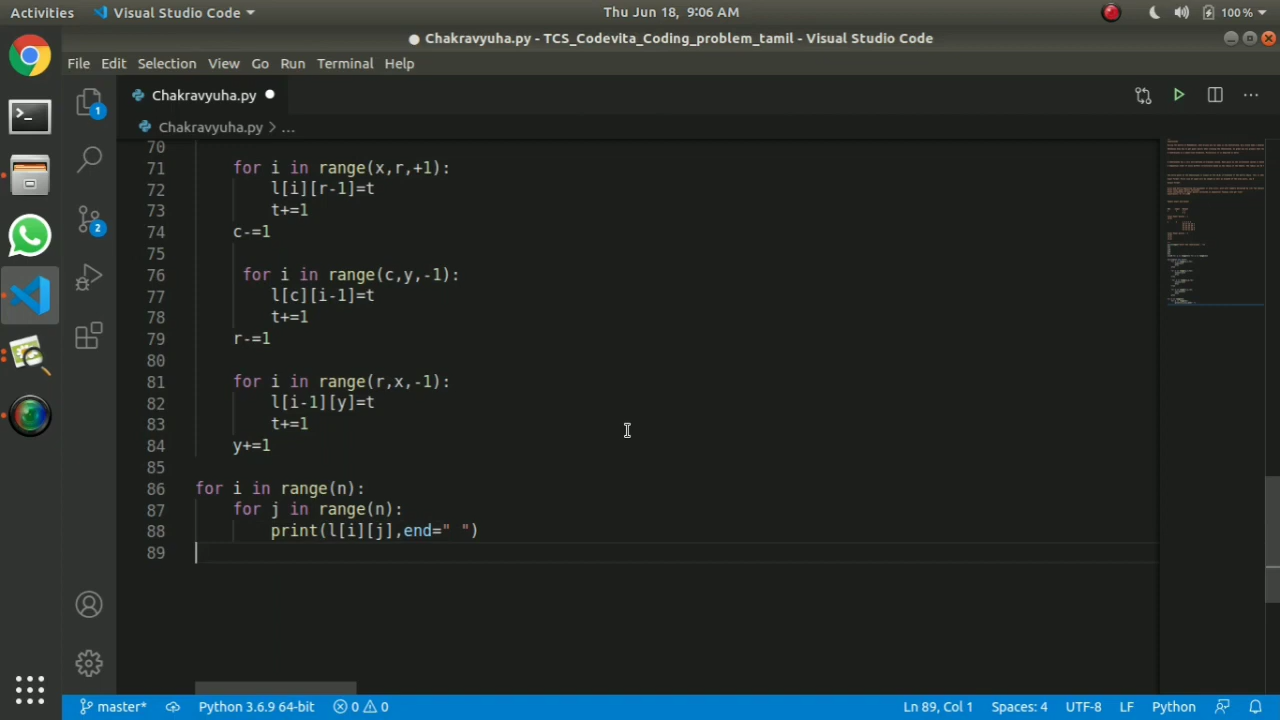 Activities Visual Studio Code Thu Jun 18, 9:06 AM 100%
Chakravyuha.py - TCS_Codevita_Coding_problem_tamil - Visual Studio Code
File Edit Selection View Go Run Terminal Help
1 Chakravyuha.py
Chakravyuha.py > ...
70
71 for i in range(x,r,+1):
72 l[i][r-1]=t
73 t+=1
74 c-=1
75
76 for i in range(c,y,-1):
77 l[c][i-1]=t
78 t+=1
79 r-=1
80
81 for i in range(r,x,-1):
82 l[i-1][y]=t
83 t+=1
84 y+=1
85
86 for i in range(n):
87 for j in range(n):
88 print(l[i][j],end=" ")
89
2
master* Python 3.6.9 64-bit 0 0 Ln 89, Col 1 Spaces: 4 UTF-8 LF Python